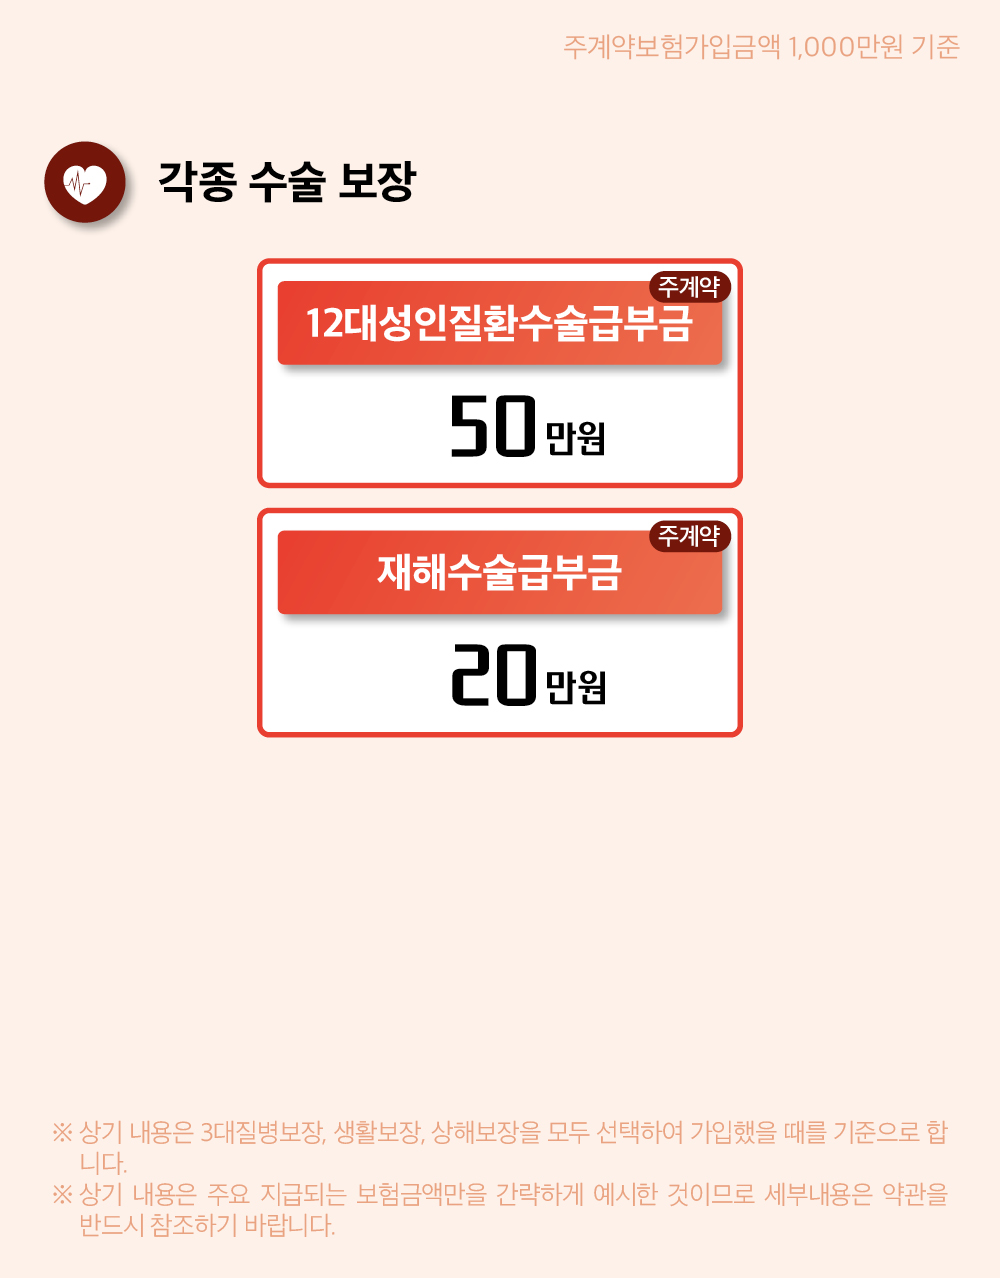 주계약보험가입금액 1,000만원 기준
각종 수술 보장
주계약
12대성인질환수술급부금
50 만원
주계약
재해수술급부금
20 만원
※ 상기 내용은 3대질병보장, 생활보장, 상해보장을 모두 선택하여 가입했을 때를 기준으로 합
니다.
※ 상기 내용은 주요 지급되는 보험금액만을 간략하게 예시한 것이므로 세부내용은 약관을
반드시 참조하기 바랍니다.